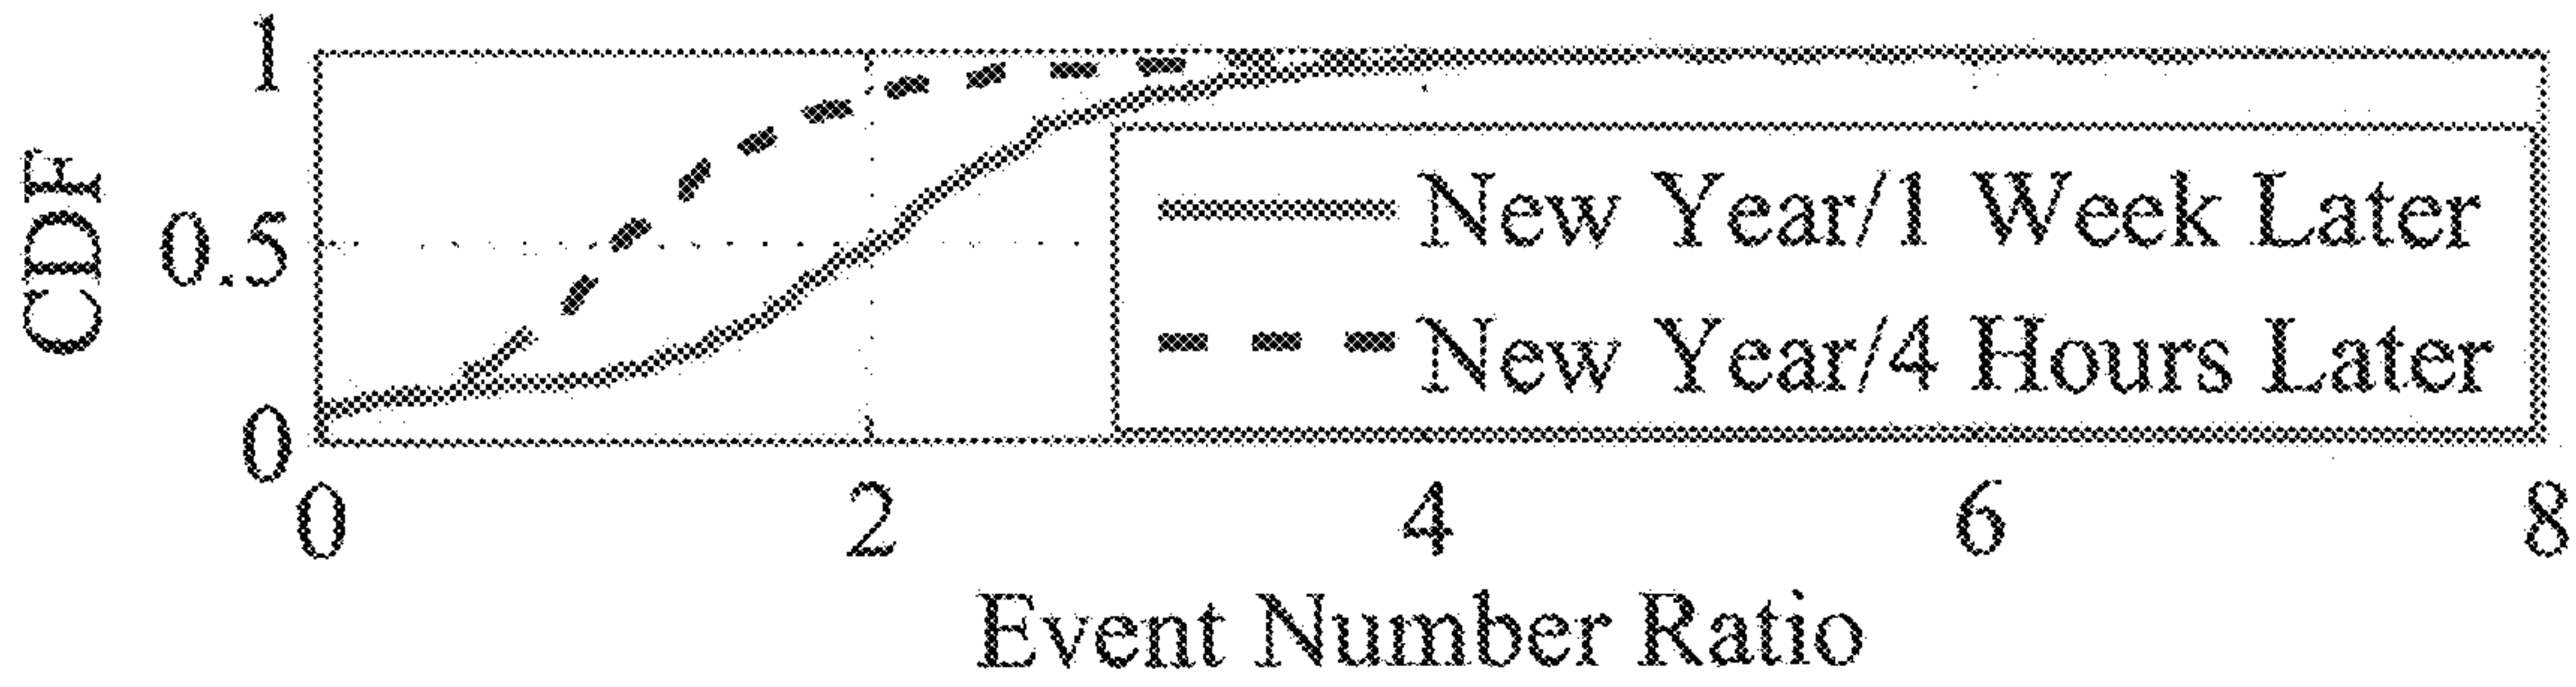 1
CDF
0.5
0
New Year/1 Week Later
New Year/4 Hours Later
0 2 4 6 8
Event Number Ratio